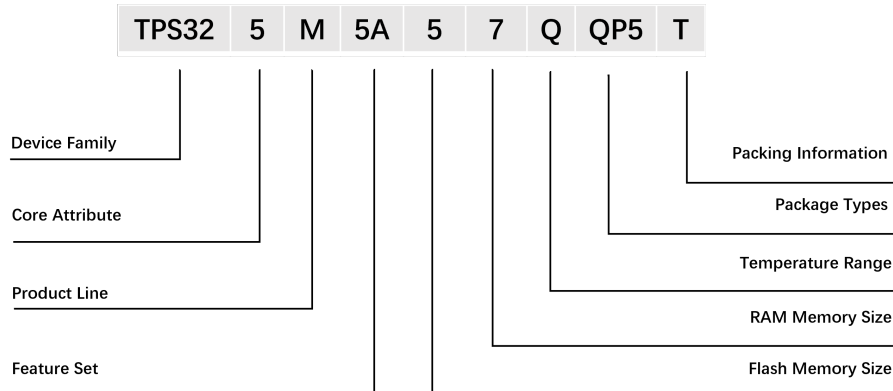 TPS32 5 M 5A 5 7 Q QP5 T
Device Family
Packing Information
Package Types
Core Attribute
Temperature Range
Product Line
RAM Memory Size
Feature Set
Flash Memory Size